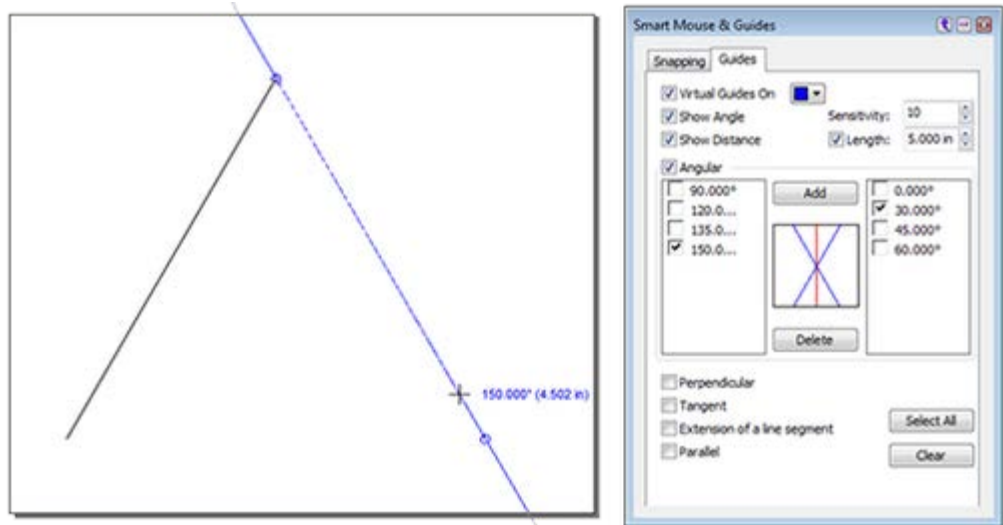 150.000° (4.502 in)
Smart Mouse & Guides
Snapping Guides
Virtual Guides On
Show Angle Sensitivity: 10
Show Distance Length: 5.000 in
Angular
90.000° Add 0.000°
120.0... 30.000°
135.0... 45.000°
150.0... 60.000°
Delete
Perpendicular
Tangent
Extension of a line segment Select All
Parallel Clear